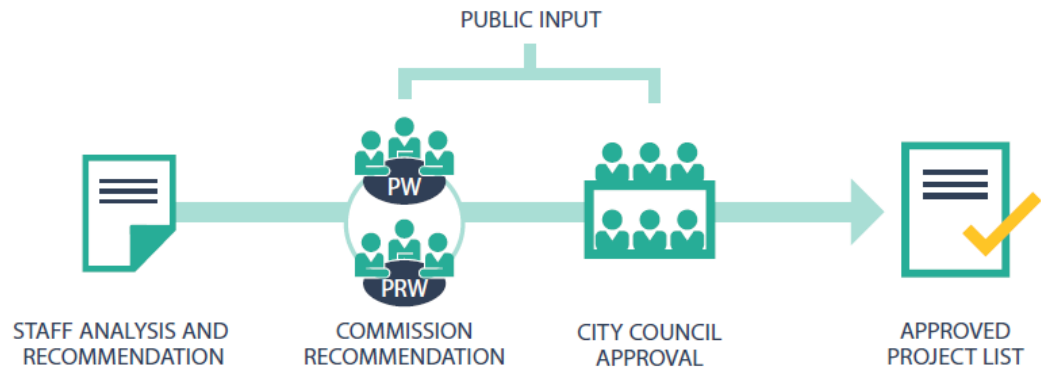 PUBLIC INPUT
PW
PRW
STAFF ANALYSIS AND
RECOMMENDATION
COMMISSION
RECOMMENDATION
CITY COUNCIL
APPROVAL
APPROVED
PROJECT LIST